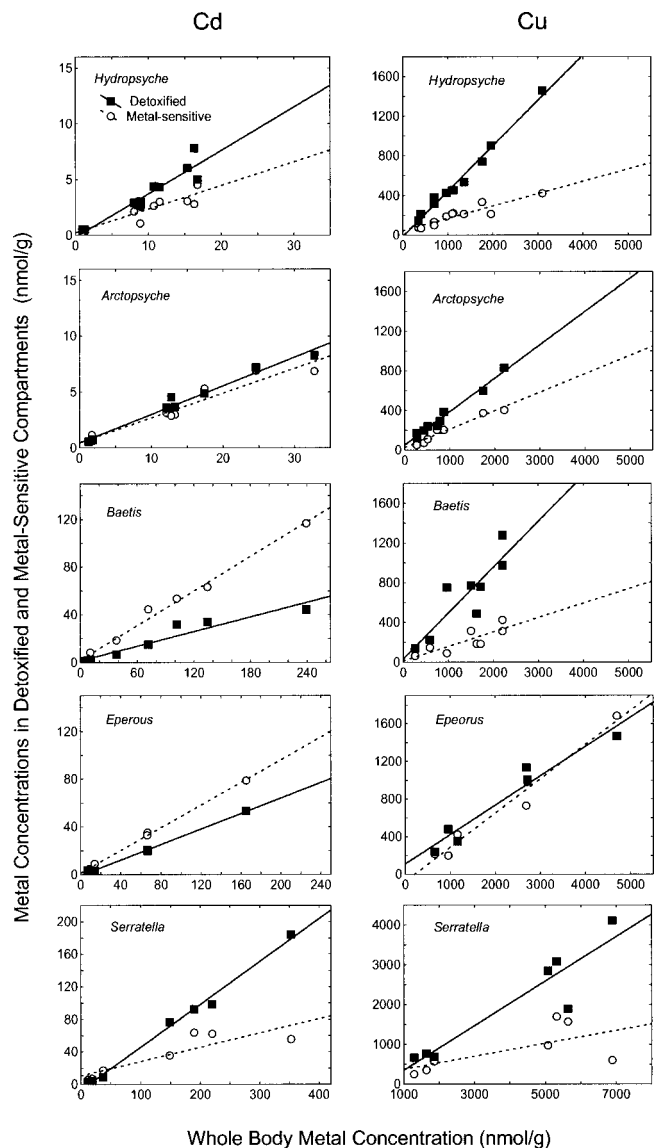 Cd
Cu
Metal Concentrations in Detoxified and Metal-Sensitive Compartments (nmol/g)
Hydropsyche
Detoxified
Metal-sensitive
15
10
5
0
0 10 20 30
Hydropsyche
1600
1200
800
400
0
0 1000 2000 3000 4000 5000
Arctopsyche
15
10
5
0
0 10 20 30
Arctopsyche
1600
1200
800
400
0
0 1000 2000 3000 4000 5000
Baetis
120
80
40
0
0 60 120 180 240
Baetis
1600
1200
800
400
0
0 1000 2000 3000 4000 5000
Eperous
120
80
40
0
0 40 80 120 160 200 240
Epeorus
1600
1200
800
400
0
0 1000 2000 3000 4000 5000
Serratella
200
160
120
80
40
0
0 100 200 300 400
Serratella
4000
3000
2000
1000
0
1000 2000 3000 4000 5000 6000 7000 8000
Whole Body Metal Concentration (nmol/g)